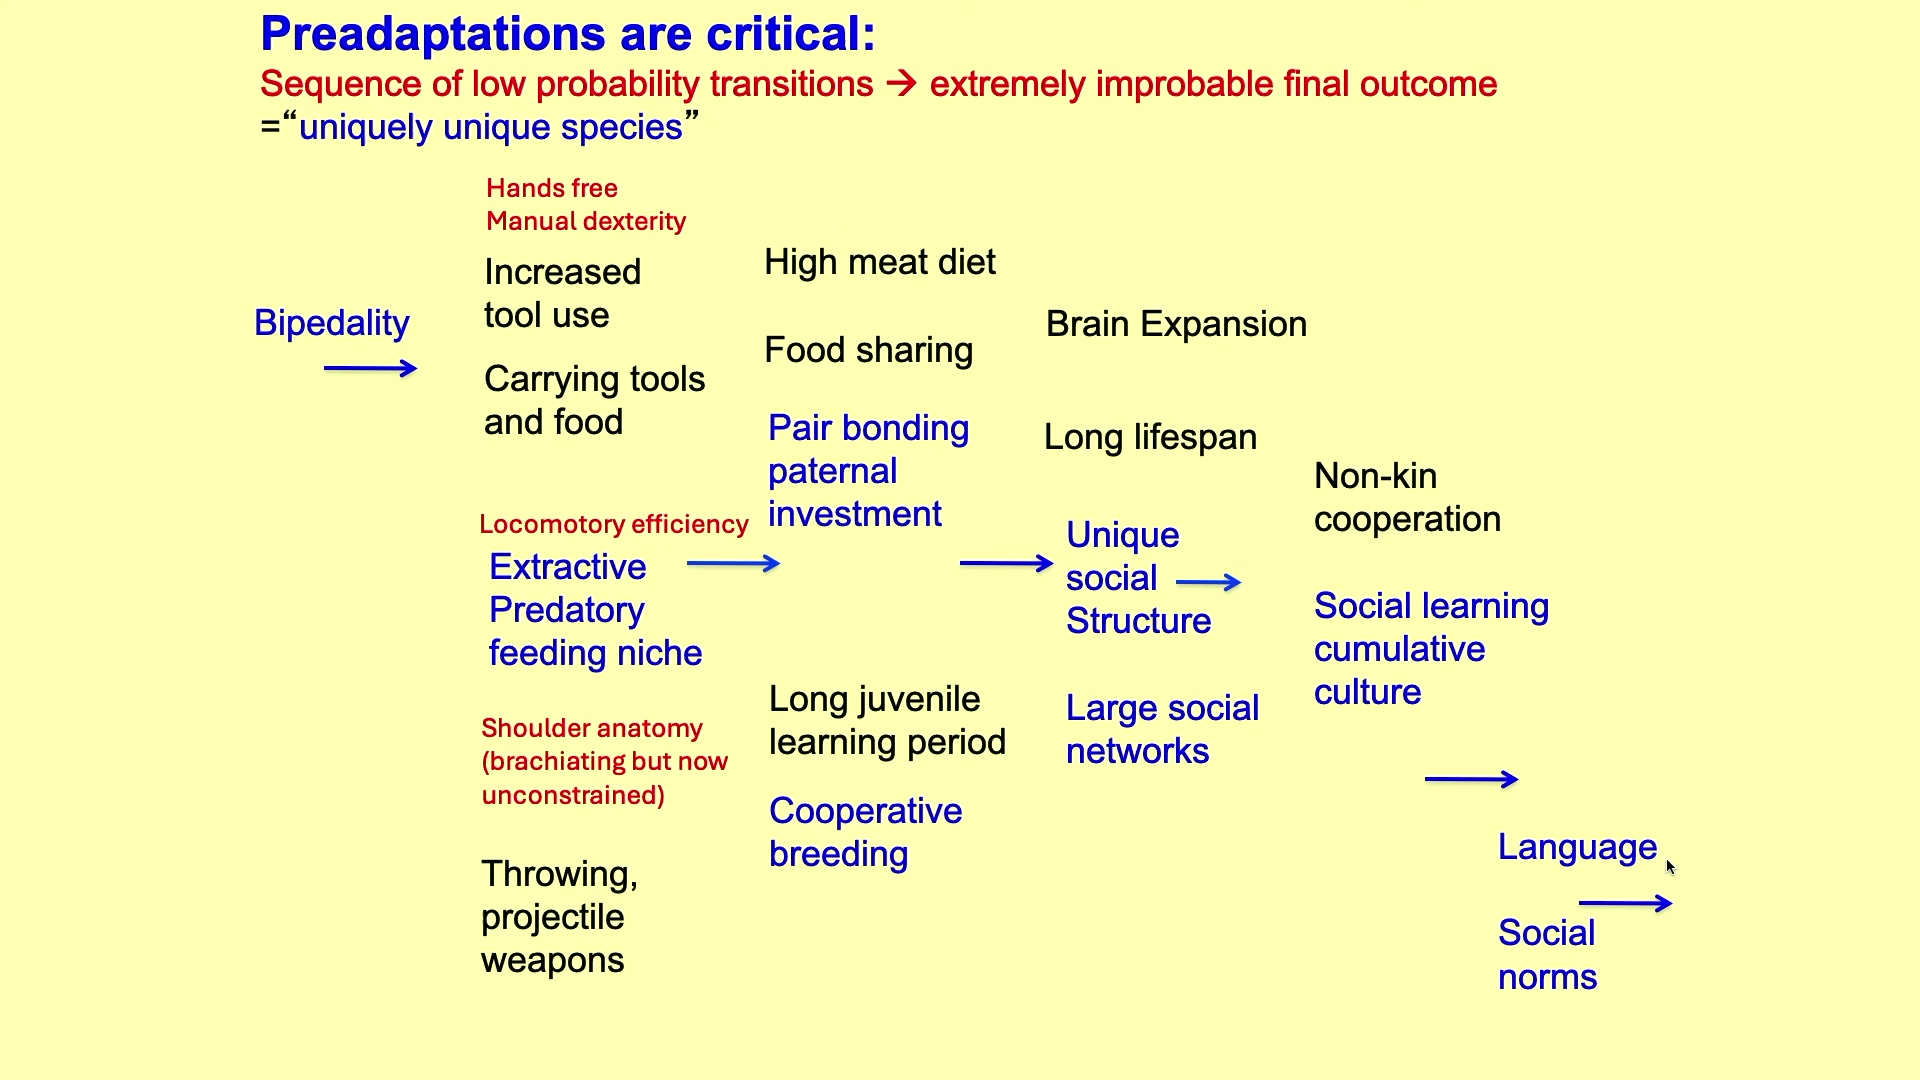 Preadaptations are critical:
Sequence of low probability transitions → extremely improbable final outcome
=“uniquely unique species”
Bipedality
Hands free
Manual dexterity
Increased
tool use
Carrying tools
and food
Locomotory efficiency
Extractive
Predatory
feeding niche
Shoulder anatomy
(brachiating but now
unconstrained)
Throwing,
projectile
weapons
High meat diet
Food sharing
Pair bonding
paternal
investment
Long juvenile
learning period
Cooperative
breeding
Brain Expansion
Long lifespan
Unique
social
Structure
Large social
networks
Non-kin
cooperation
Social learning
cumulative
culture
Language
Social
norms